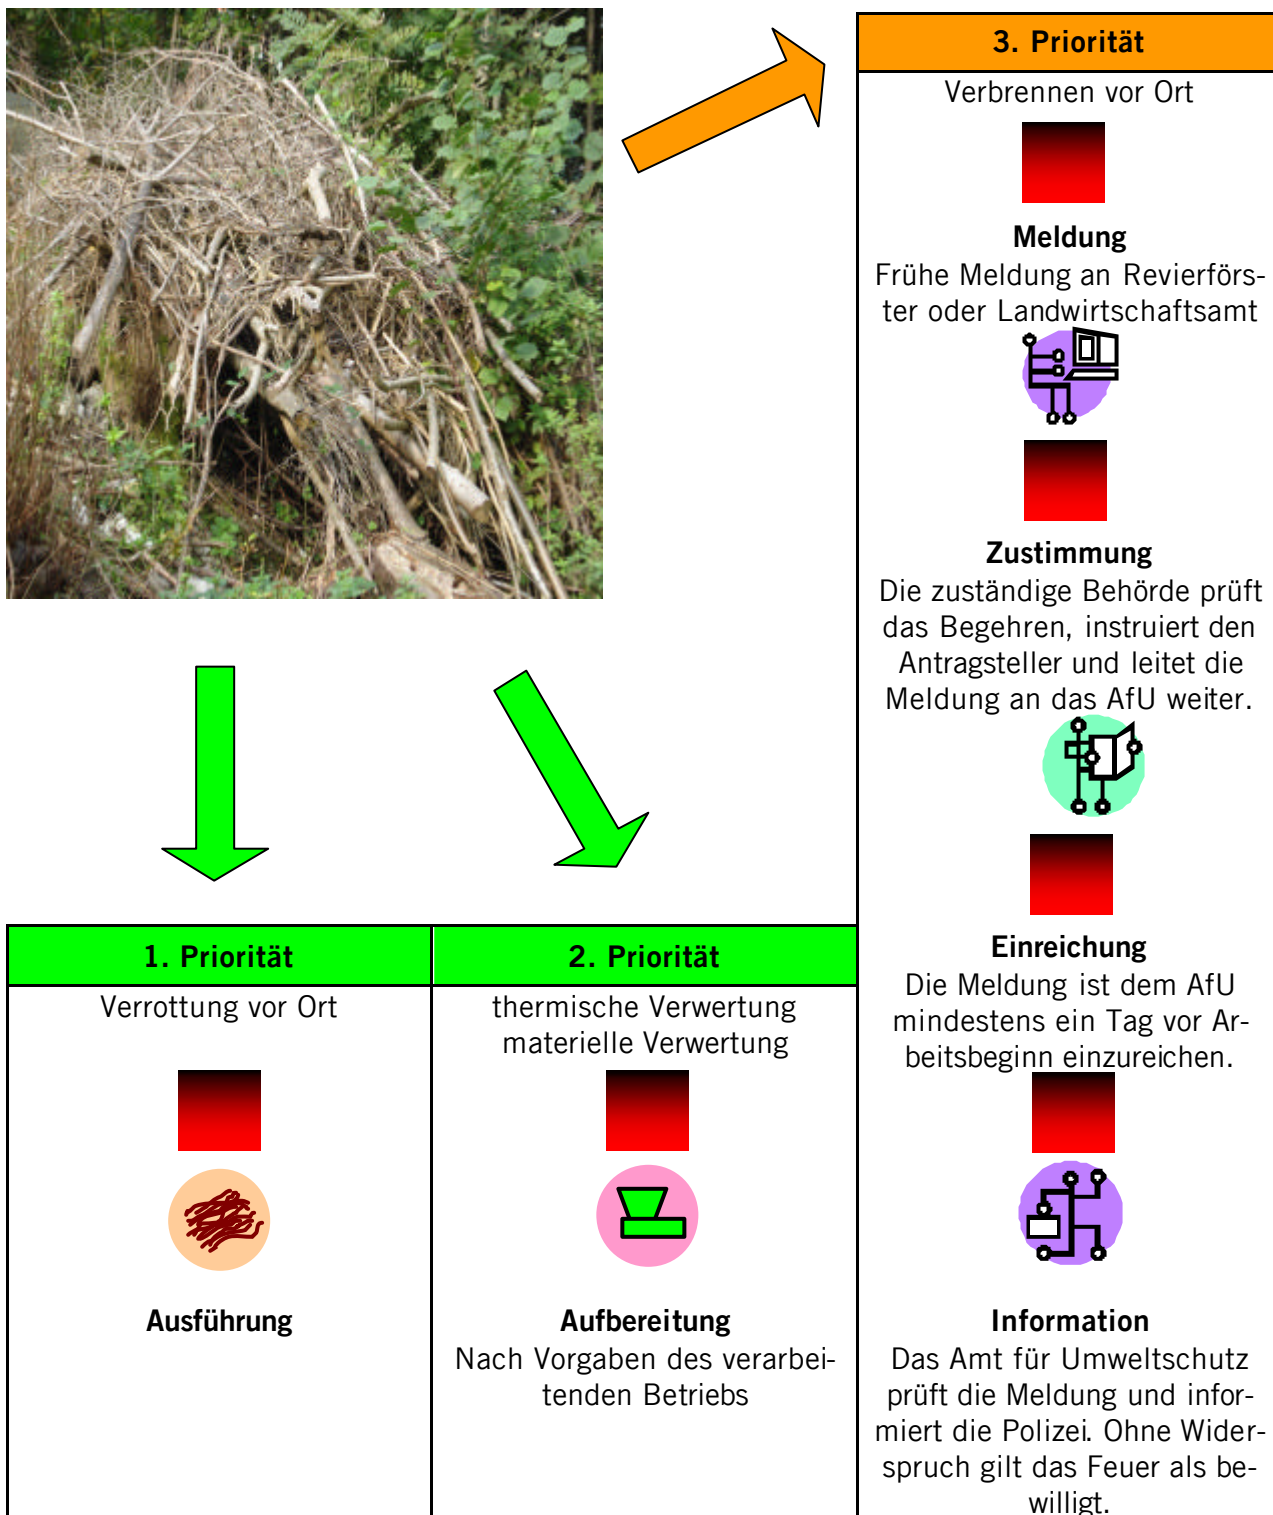 3. Priorität
Verbrennen vor Ort
Meldung
Frühe Meldung an Revierförs-
ter oder Landwirtschaftsamt
Zustimmung
Die zuständige Behörde prüft
das Begehren, instruiert den
Antragsteller und leitet die
Meldung an das AfU weiter.
Einreichung
Die Meldung ist dem AfU
mindestens ein Tag vor Ar-
beitsbeginn einzureichen.
Information
Das Amt für Umweltschutz
prüft die Meldung und infor-
miert die Polizei. Ohne Wider-
spruch gilt das Feuer als be-
willigt.
1. Priorität
Verrottung vor Ort
Ausführung
2. Priorität
thermische Verwertung
materielle Verwertung
Aufbereitung
Nach Vorgaben des verarbei-
tenden Betriebs